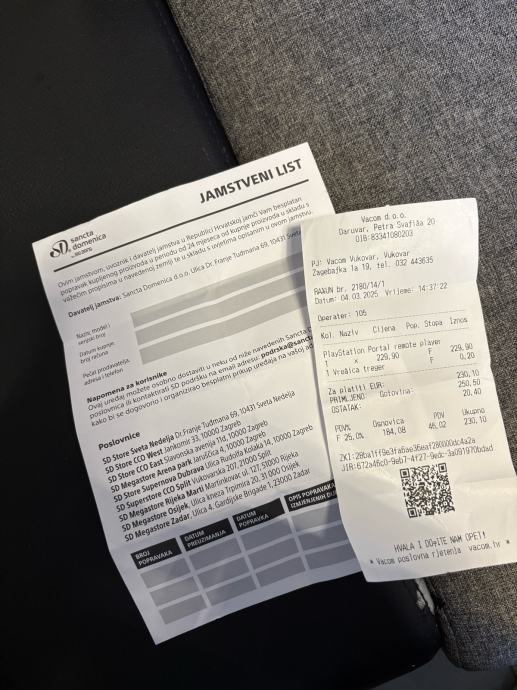 JAMSTVENI LIST
SD. sancta
domenica
Ovim jamstvom, uvoznik i davatelj jamstva u Republici Hrvatskoj jamči Vam besplatan
popravak kupljenog proizvoda u periodu od 24 mjeseca od kupnje proizvoda u skladu s
važećim propisima u navedenoj zemlji te u skladu s uvjetima opisanim u ovom jamstvu.
Davatelj jamstva: Sancta Domenica d.o.o. Ulica Dr. Franje Tuđmana 69, 10431 Sveta
Naziv, model i
serijski broj
Datum kupnje,
broj računa
Pečat prodavatelja,
adresa i telefon
Napomena za korisnike
Ovaj uređaj možete osobno dostaviti u neku od niže navedenih Sancta
poslovnica ili kontaktirati SD podršku na email adresu: podrska@sanct
kako bi se dogovorio i organizirao besplatni prikup uređaja na vašoj ad
Poslovnice
SD Store Sveta Nedelja Dr. Franje Tuđmana 69, 10431 Sveta Nedelja
SD Store CCO West Jankomir 33, 10000 Zagreb
SD Store CCO East Slavonska avenija 11d, 10000 Zagreb
SD Megastore Arena park Jaruščica 4, 10000 Zagreb
SD Store Supernova Dubrava Ulica Rudolfa Kolaka 14, 10000 Zagreb
SD Superstore CCO Split Vukovarska 207, 21000 Split
SD Megastore Rijeka Marti Martinkovac ul. 127, 51000 Rijeka
SD Megastore Osijek, Ulica kneza Trpimira 20, 31000 Osijek
SD Megastore Zadar, Ulica 4. Gardijske Brigade 1, 23000 Zadar
BROJ POPRAVAKA
DATUM PREUZIMANJA
DATUM POPRAVKA
OPIS POPRAVAKA
IZMJENJENIH
Vacom d.o.o.
Daruvar, Petra Svačića 20
OIB:83341080203
PJ: Vacom Vukovar, Vukovar
Zagebačka 1a 19, tel. 032 443635
RAČUN br. 2180/14/1
Datum: 04.03.2025 Vrijeme: 14:37:22
Operater: 105
Kol. Naziv Cijena Pop. Stopa Iznos
PlayStation Portal remote player
1 x 229,90 F 229,90
1 Vrećica treger F 0,20
Za platiti EUR: 230,10
PRIMLJENO: Gotovina: 250,50
OSTATAK: 20,40
PDV% Osnovica PDV Ukupno
F 25,0% 184,08 46,02 230,10
HVALA I DOĐITE NAM OPET!
* Vacom poslovna rješenja vacom.hr *